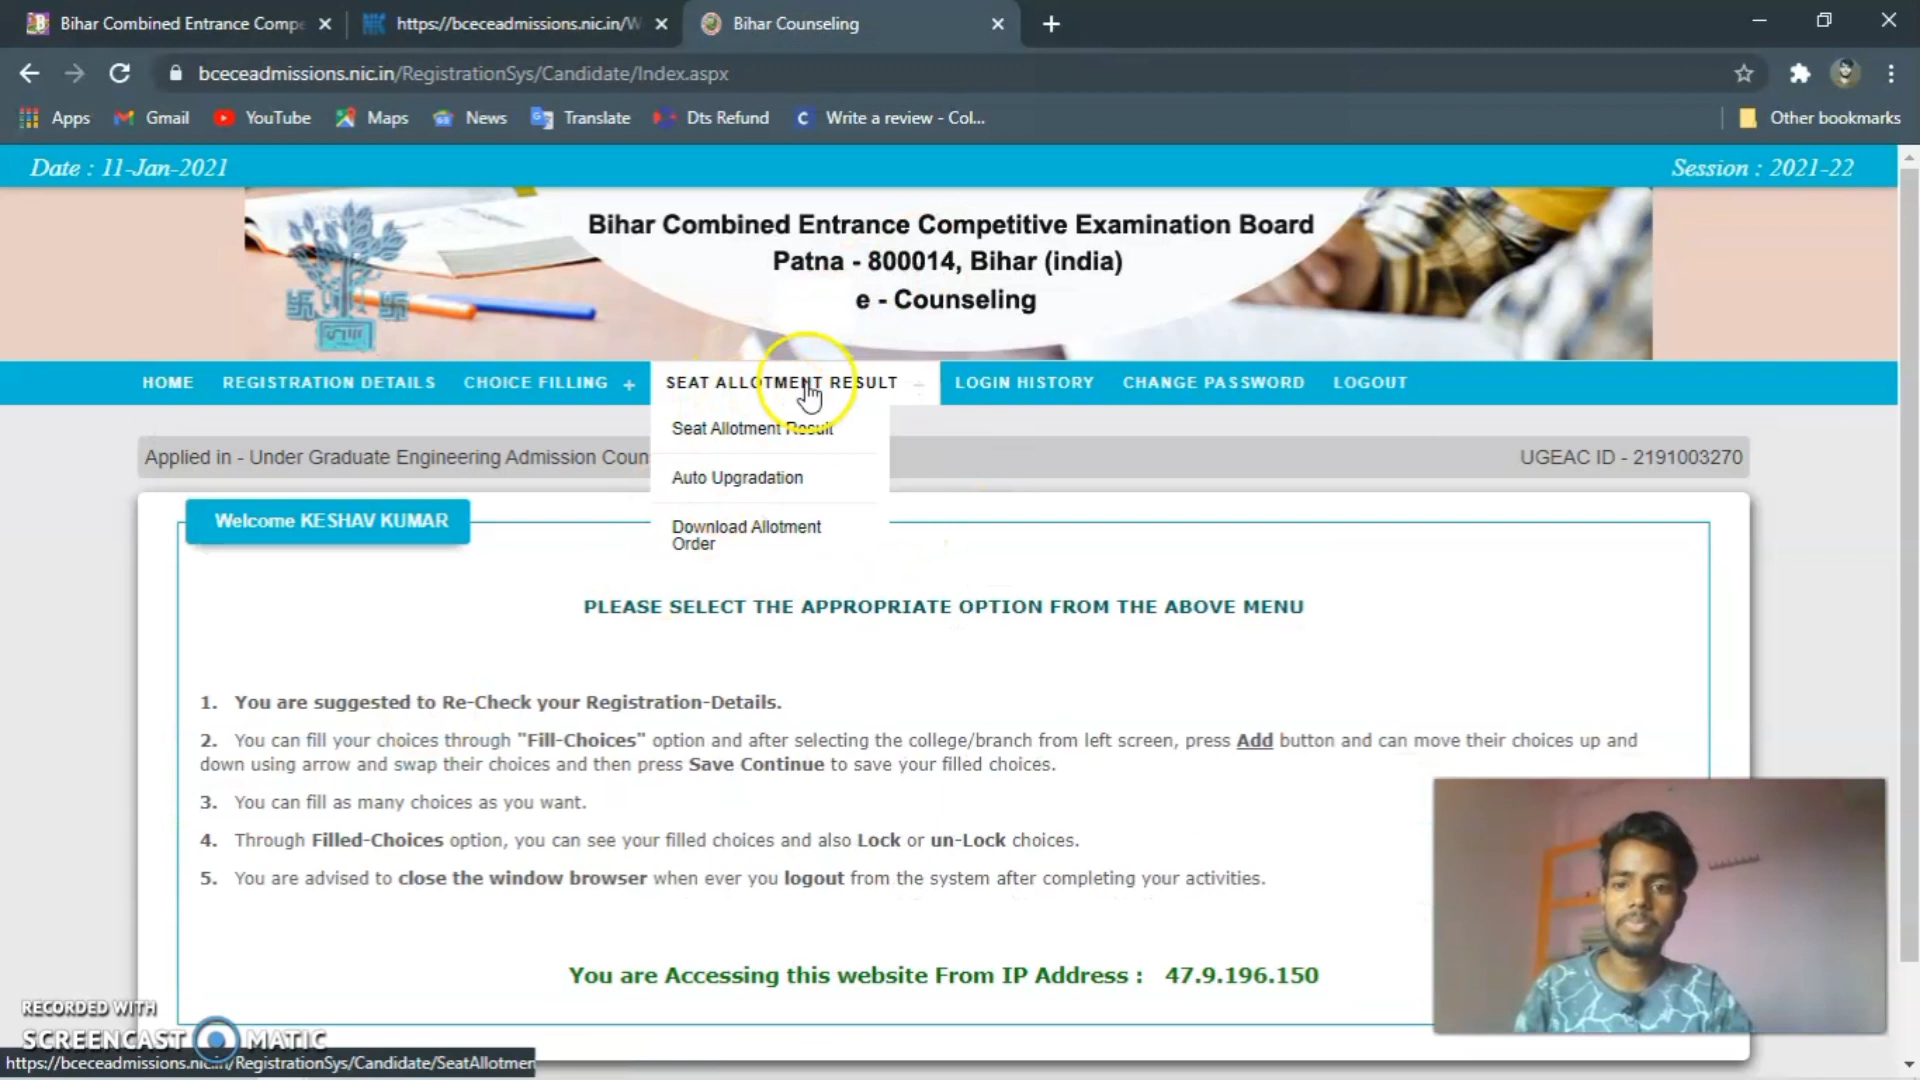 Bihar Combined Entrance Compe
https://bceceadmissions.nic.in/W
Bihar Counseling
bceceadmissions.nic.in/RegistrationSys/Candidate/Index.aspx
Apps
Gmail
YouTube
Maps
News
Translate
Dts Refund
Write a review - Col...
Other bookmarks
Date : 11-Jan-2021
Session : 2021-22
Bihar Combined Entrance Competitive Examination Board
Patna - 800014, Bihar (india)
e - Counseling
HOME
REGISTRATION DETAILS
CHOICE FILLING +
SEAT ALLOTMENT RESULT
LOGIN HISTORY
CHANGE PASSWORD
LOGOUT
Seat Allotment Result
Auto Upgradation
Download Allotment
Order
Applied in - Under Graduate Engineering Admission Coun
UGEAC ID - 2191003270
Welcome KESHAV KUMAR
PLEASE SELECT THE APPROPRIATE OPTION FROM THE ABOVE MENU
1. You are suggested to Re-Check your Registration-Details.
2. You can fill your choices through "Fill-Choices" option and after selecting the college/branch from left screen, press Add button and can move their choices up and
down using arrow and swap their choices and then press Save Continue to save your filled choices.
3. You can fill as many choices as you want.
4. Through Filled-Choices option, you can see your filled choices and also Lock or un-Lock choices.
5. You are advised to close the window browser when ever you logout from the system after completing your activities.
You are Accessing this website From IP Address : 47.9.196.150
RECORDED WITH
SCREENCAST MATIC
https://bceceadmissions.nic.in/RegistrationSys/Candidate/SeatAllotmen